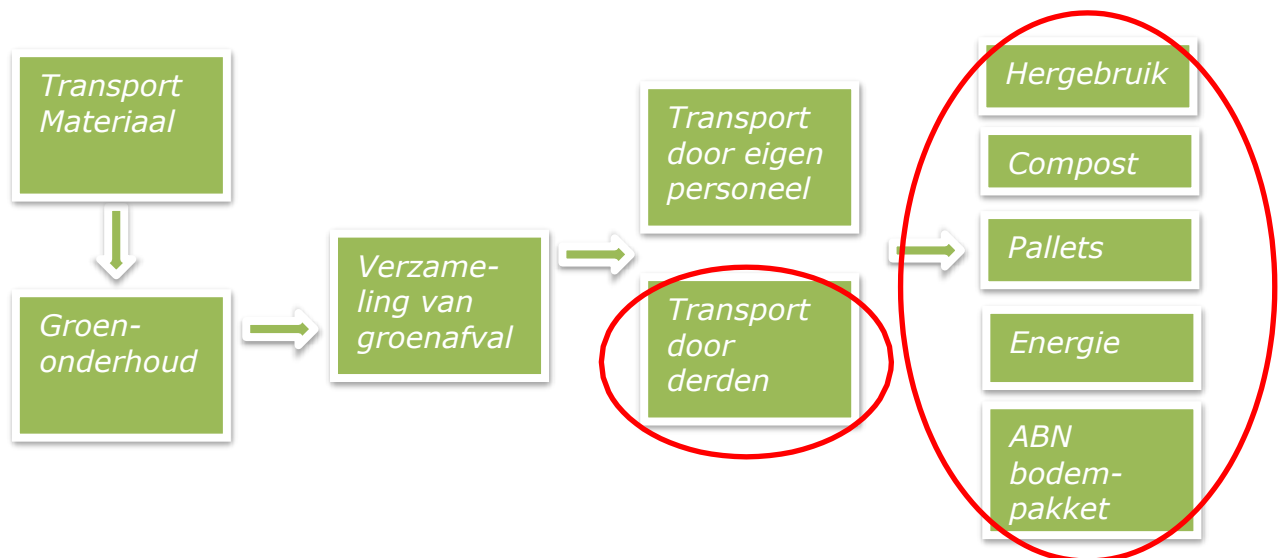 Transport
Materiaal
Groen-
onderhoud
Verzame-
ling van
groenafval
Transport
door eigen
personeel
Transport
door
derden
Hergebruik
Compost
Pallets
Energie
ABN
bodem-
pakket